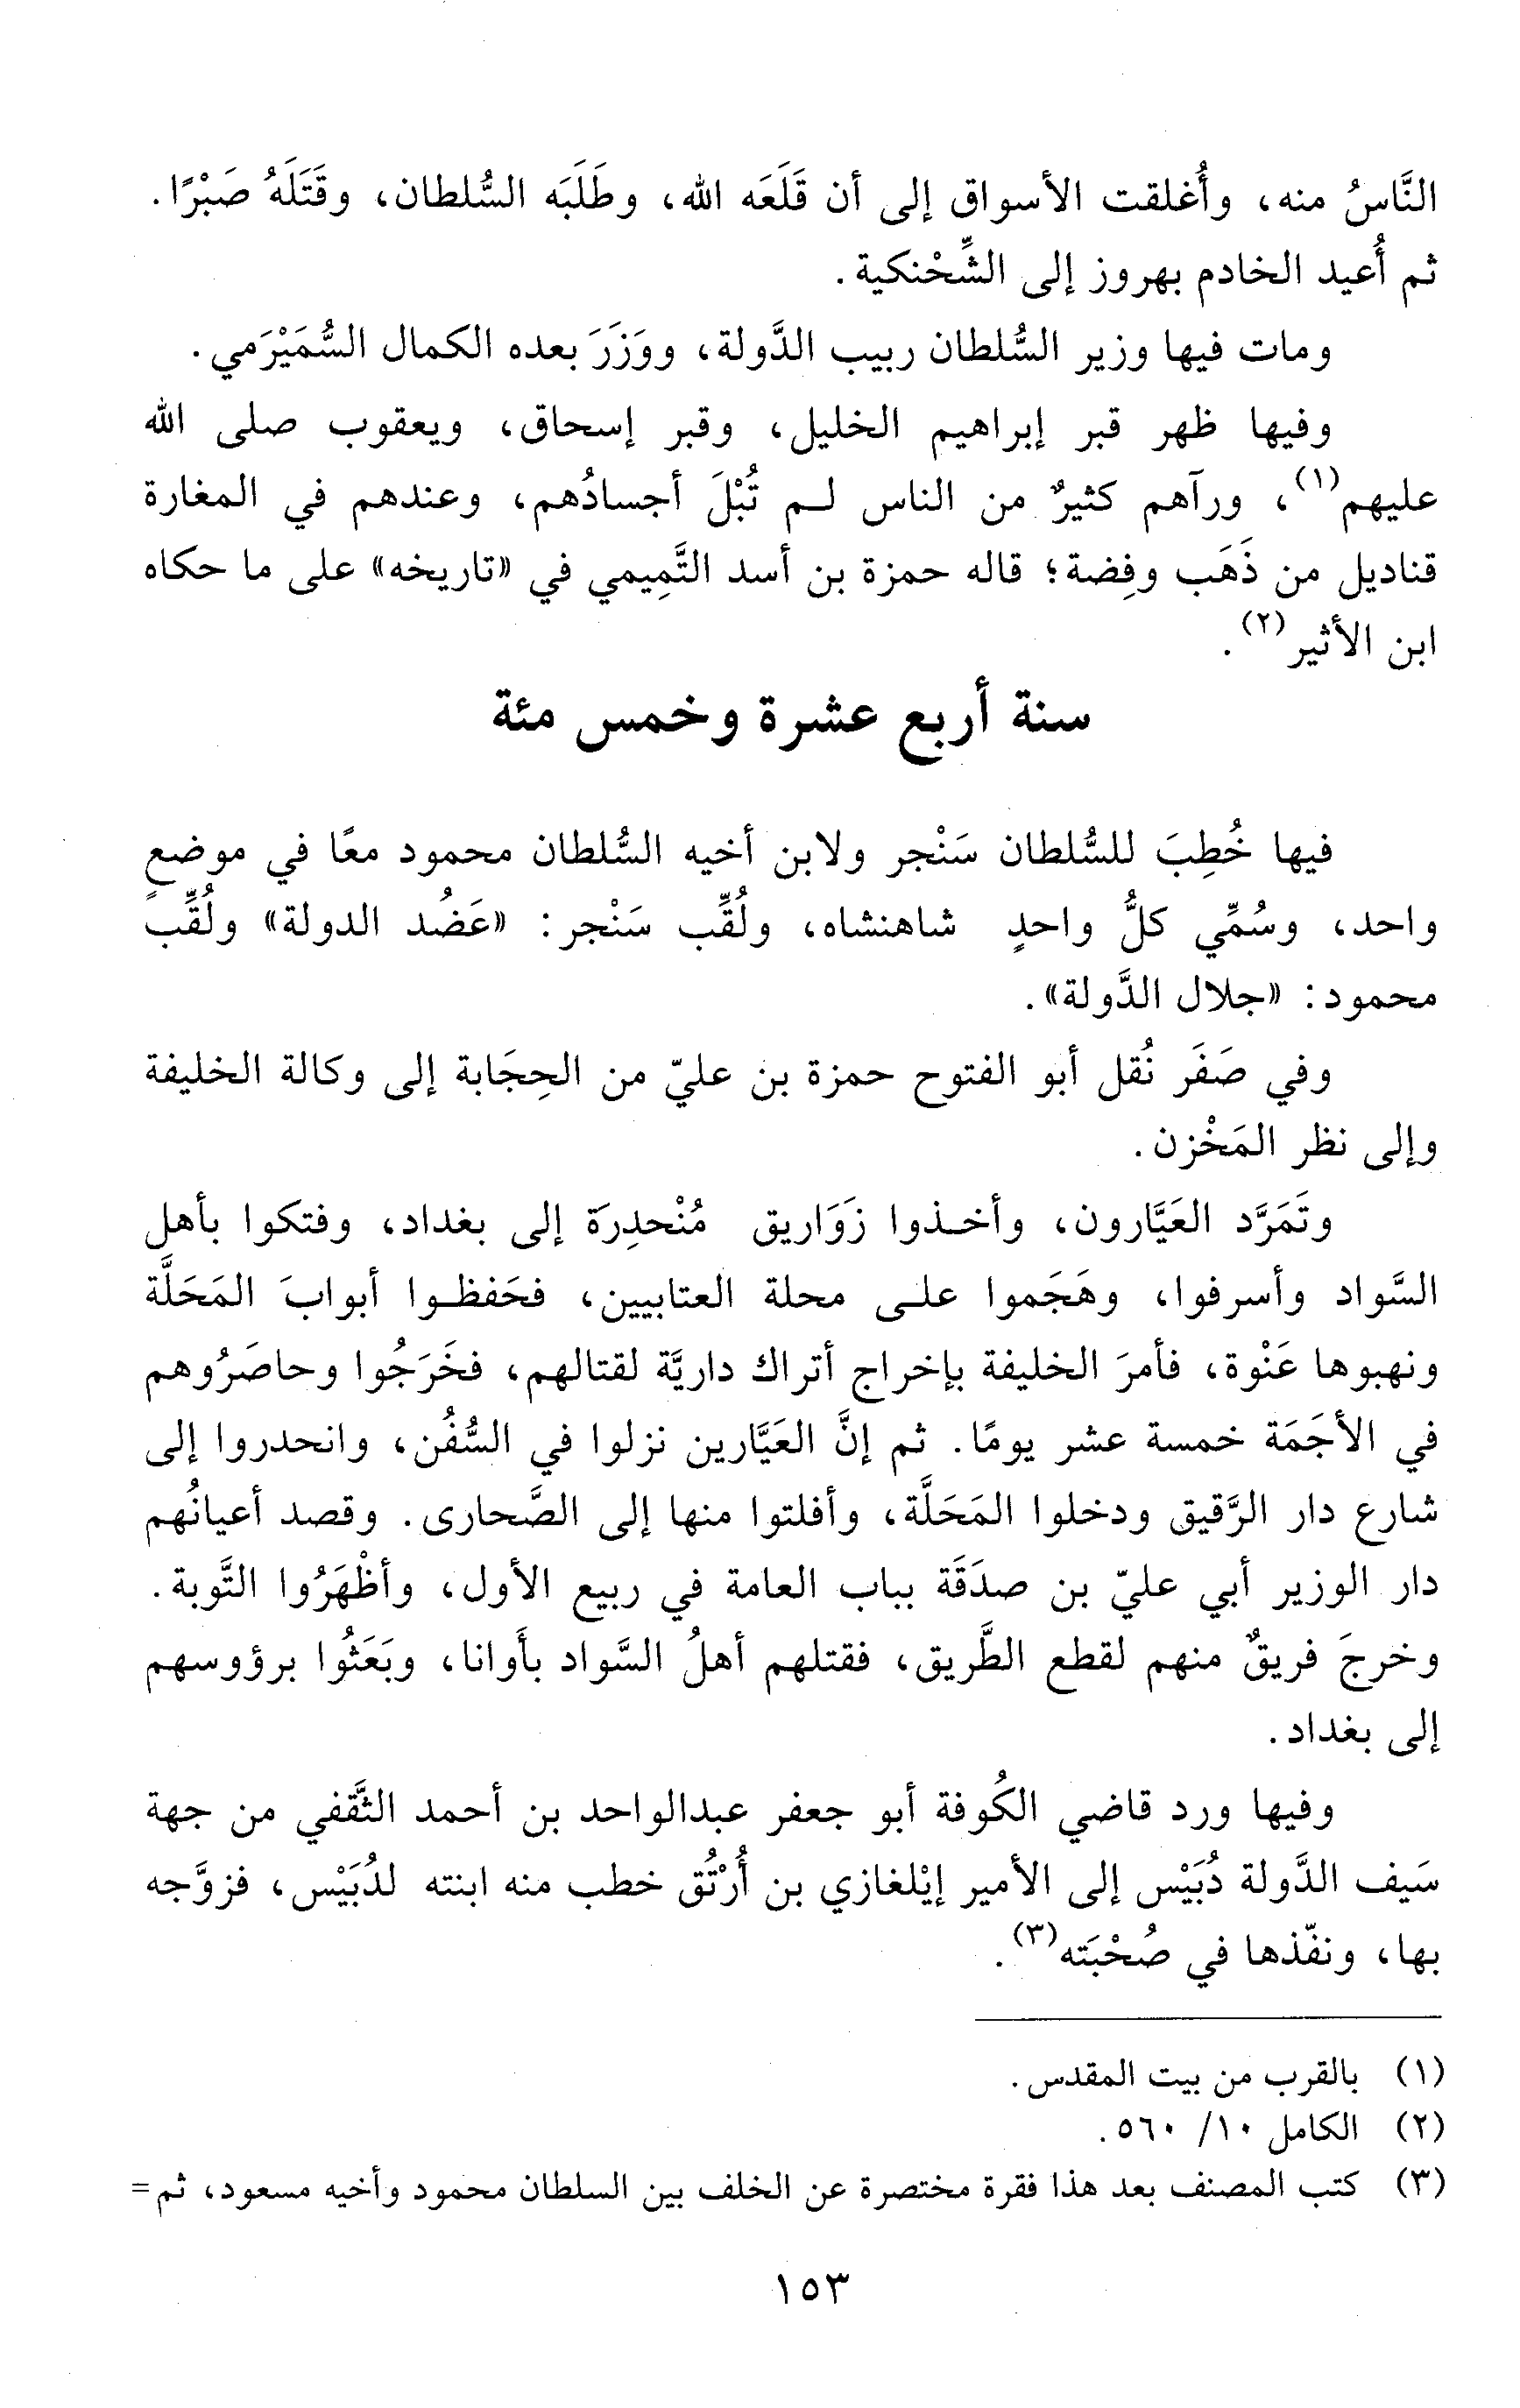 النَّاسُ منه، وأُغلقت الأسواق إلى أن قَلَعَه الله، وطَلَبَه السُّلطان، وقَتَلَهُ صَبْرًا.
ثم أُعيد الخادم بهروز إلى الشِّحْنكية.
ومات فيها وزير السُّلطان ربيب الدَّولة، ووَزَرَ بعده الكمال السُّمَيْرَمي.
وفيها ظهر قبر إبراهيم الخليل، وقبر إسحاق، ويعقوب صلى الله
عليهم(١)، ورآهم كثيرٌ من الناس لم تُبْلَ أجسادُهم، وعندهم في المغارة
قناديل من ذَهَب وفِضة؛ قاله حمزة بن أسد التَّمِيمي في «تاريخه» على ما حكاه
ابن الأثير(٢).
سنة أربع عشرة وخمس مئة
فيها خُطِبَ للسُّلطان سَنْجر ولابن أخيه السُّلطان محمود معًا في موضعٍ
واحد، وسُمِّي كلُّ واحدٍ شاهنشاه، ولُقِّب سَنْجر: «عَضُد الدولة» ولُقِّب
محمود: «جلال الدَّولة».
وفي صَفَر نُقل أبو الفتوح حمزة بن عليّ من الحِجَابة إلى وكالة الخليفة
وإلى نظر المَخْزن.
وتَمَرَّد العَيَّارون، وأخذوا زَوَاريق مُنْحدِرَة إلى بغداد، وفتكوا بأهل
السَّواد وأسرفوا، وهَجَموا على محلة العتابيين، فحَفظوا أبوابَ المَحَلَّة
ونهبوها عَنْوة، فأمرَ الخليفة بإخراج أتراك داريَّة لقتالهم، فخَرَجُوا وحاصَرُوهم
في الأجَمَة خمسة عشر يومًا. ثم إنَّ العَيَّارين نزلوا في السُّفُن، وانحدروا إلى
شارع دار الرَّقيق ودخلوا المَحَلَّة، وأفلتوا منها إلى الصَّحارى. وقصد أعيانُهم
دار الوزير أبي عليّ بن صدَقَة بباب العامة في ربيع الأول، وأظْهَرُوا التَّوبة.
وخرجَ فريقٌ منهم لقطع الطَّريق، فقتلهم أهلُ السَّواد بأَوانا، وبَعَثُوا برؤوسهم
إلى بغداد.
وفيها ورد قاضي الكُوفة أبو جعفر عبدالواحد بن أحمد الثَّقفي من جهة
سَيف الدَّولة دُبَيْس إلى الأمير إيْلغازي بن أُرْتُق خطب منه ابنته لدُبَيْس، فزوَّجه
بها، ونفّذها في صُحْبَته(٣).
(١) بالقرب من بيت المقدس.
(٢) الكامل ١٠/ ٥٦٠.
(٣) كتب المصنف بعد هذا فقرة مختصرة عن الخلف بين السلطان محمود وأخيه مسعود، ثم=
١٥٣